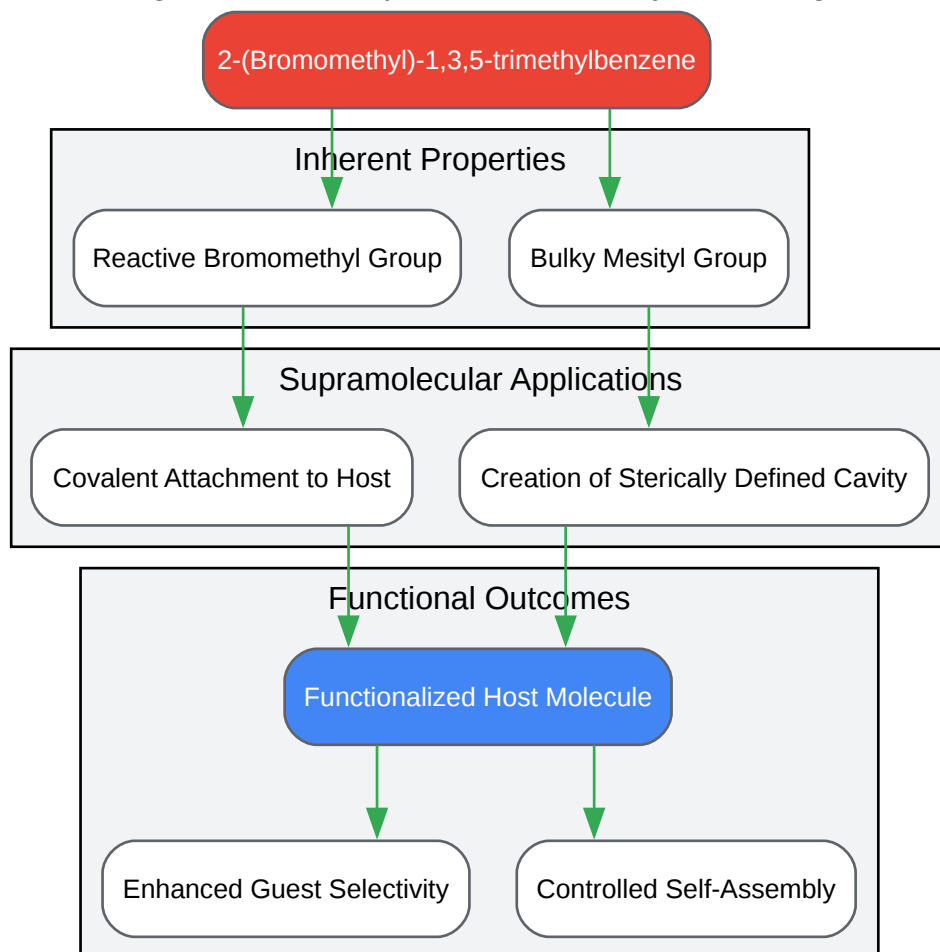 2-(Bromomethyl)-1,3,5-trimethylbenzene
Inherent Properties
Reactive Bromomethyl Group
Bulky Mesityl Group
Supramolecular Applications
Covalent Attachment to Host
Creation of Sterically Defined Cavity
Functional Outcomes
Functionalized Host Molecule
Enhanced Guest Selectivity
Controlled Self-Assembly